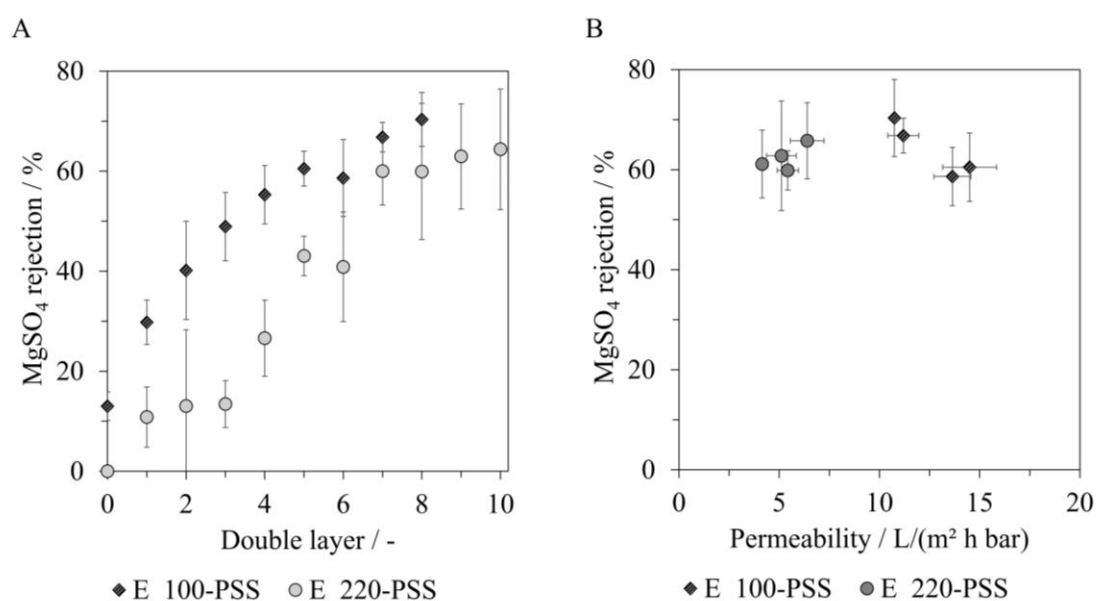 A
MgSO₄ rejection / %
80
60
40
20
0
0 2 4 6 8 10
Double layer / -
E 100-PSS E 220-PSS
B
MgSO₄ rejection / %
80
60
40
20
0
0 5 10 15 20
Permeability / L/(m² h bar)
E 100-PSS E 220-PSS